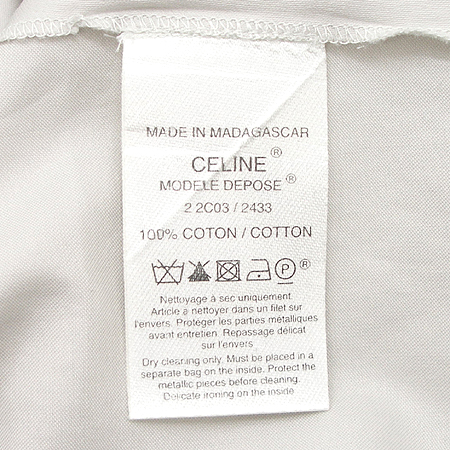 MADE IN MADAGASCAR
CELINE®
MODELE DEPOSE®
2 2C03 / 2433
100% COTON / COTTON
P ®
Nettoyage à sec uniquement.
Article à nettoyer dans un filet sur
l'envers. Protéger les parties métalliques
avant entretien. Repassage délicat
sur l'envers
Dry cleaning only. Must be placed in a
separate bag on the inside. Protect the
metallic pieces before cleaning.
Delicate ironing on the inside